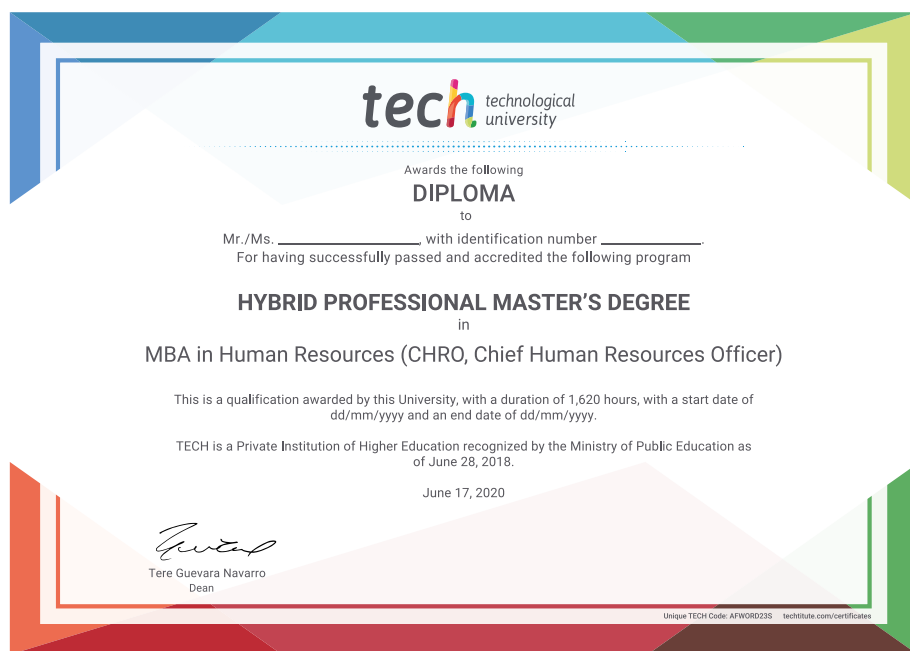 tech technological
university
Awards the following
DIPLOMA
to
Mr./Ms. ____________________, with identification number ______________.
For having successfully passed and accredited the following program
HYBRID PROFESSIONAL MASTER'S DEGREE
in
MBA in Human Resources (CHRO, Chief Human Resources Officer)
This is a qualification awarded by this University, with a duration of 1,620 hours, with a start date of
dd/mm/yyyy and an end date of dd/mm/yyyy.
TECH is a Private Institution of Higher Education recognized by the Ministry of Public Education as
of June 28, 2018.
June 17, 2020
Tere Guevara Navarro
Dean
Unique TECH Code: AFWORD23S techtitute.com/certificates